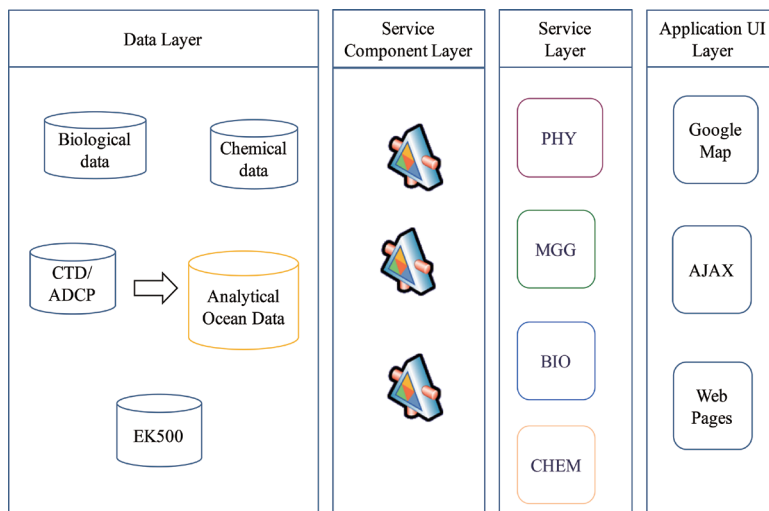 Data Layer
Service
Component Layer
Service
Layer
Application UI
Layer
Biological
data
Chemical
data
CTD/
ADCP
Analytical
Ocean Data
EK500
PHY
MGG
BIO
CHEM
Google
Map
AJAX
Web
Pages